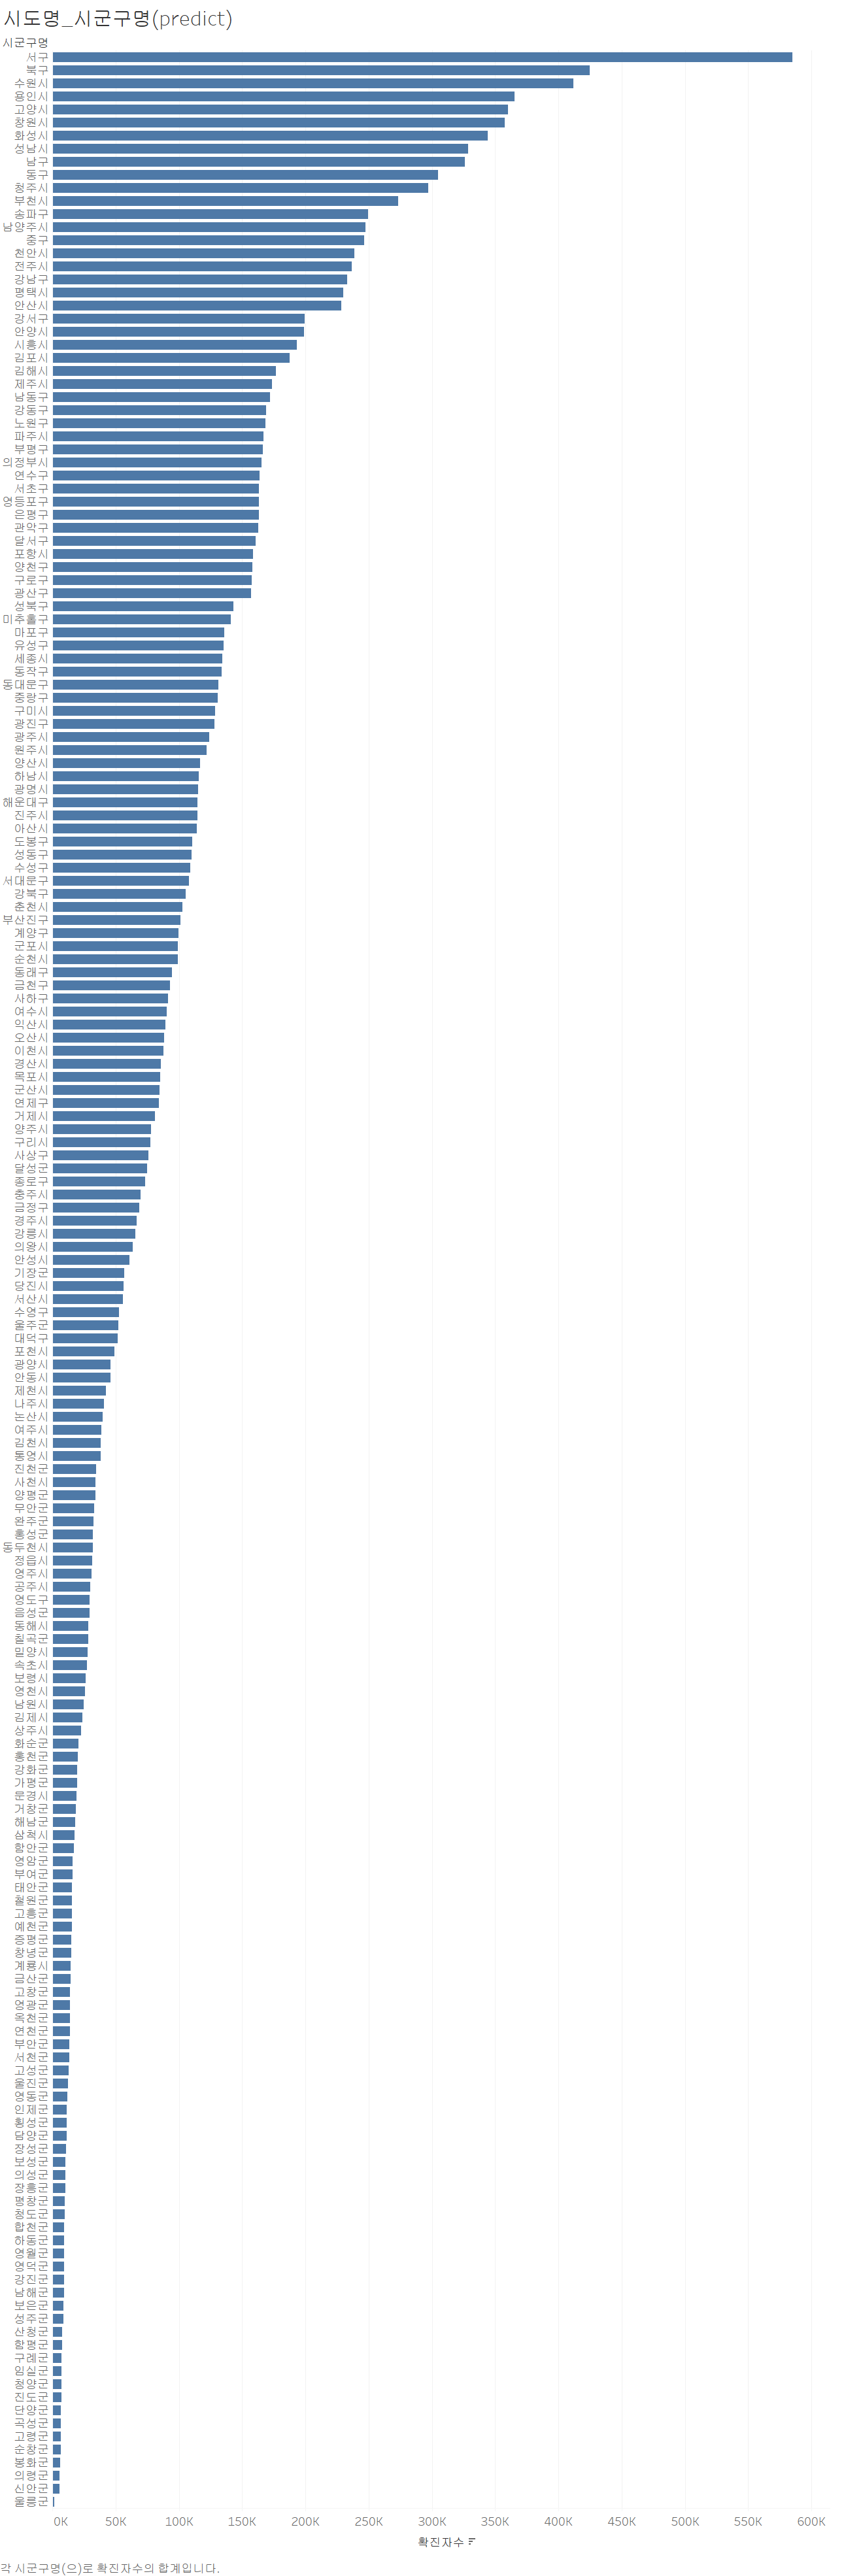 시도명_시군구명(predict)
시군구명
서구
북구
수원시
용인시
고양시
창원시
화성시
성남시
남구
동구
청주시
부천시
송파구
남양주시
중구
천안시
전주시
강남구
평택시
안산시
강서구
안양시
시흥시
김포시
김해시
제주시
남동구
강동구
노원구
파주시
부평구
의정부시
연수구
서초구
영등포구
은평구
관악구
달서구
포항시
양천구
구로구
광산구
성북구
미추홀구
마포구
유성구
세종시
동작구
동대문구
중랑구
구미시
광진구
광주시
원주시
양산시
하남시
광명시
해운대구
진주시
아산시
도봉구
성동구
수성구
서대문구
강북구
춘천시
부산진구
계양구
군포시
순천시
동래구
금천구
사하구
여수시
익산시
오산시
이천시
경산시
목포시
군산시
연제구
거제시
양주시
구리시
사상구
달성군
종로구
충주시
금정구
경주시
강릉시
의왕시
안성시
기장군
당진시
서산시
수영구
울주군
대덕구
포천시
광양시
안동시
제천시
나주시
논산시
여주시
김천시
통영시
진천군
사천시
양평군
무안군
완주군
홍성군
동두천시
정읍시
영주시
공주시
영도구
음성군
동해시
칠곡군
밀양시
속초시
보령시
영천시
남원시
김제시
상주시
화순군
홍천군
강화군
가평군
문경시
거창군
해남군
삼척시
함안군
영암군
부여군
태안군
철원군
고흥군
예천군
증평군
창녕군
계룡시
금산군
고창군
영광군
옥천군
연천군
부안군
서천군
고성군
울진군
영동군
인제군
횡성군
담양군
장성군
보성군
의성군
장흥군
평창군
청도군
합천군
하동군
영월군
영덕군
강진군
남해군
보은군
성주군
산청군
함평군
구례군
임실군
청양군
진도군
단양군
곡성군
고령군
순창군
봉화군
의령군
신안군
울릉군
0K 50K 100K 150K 200K 250K 300K 350K 400K 450K 500K 550K 600K
확진자수
각 시군구명(으)로 확진자수의 합계입니다.